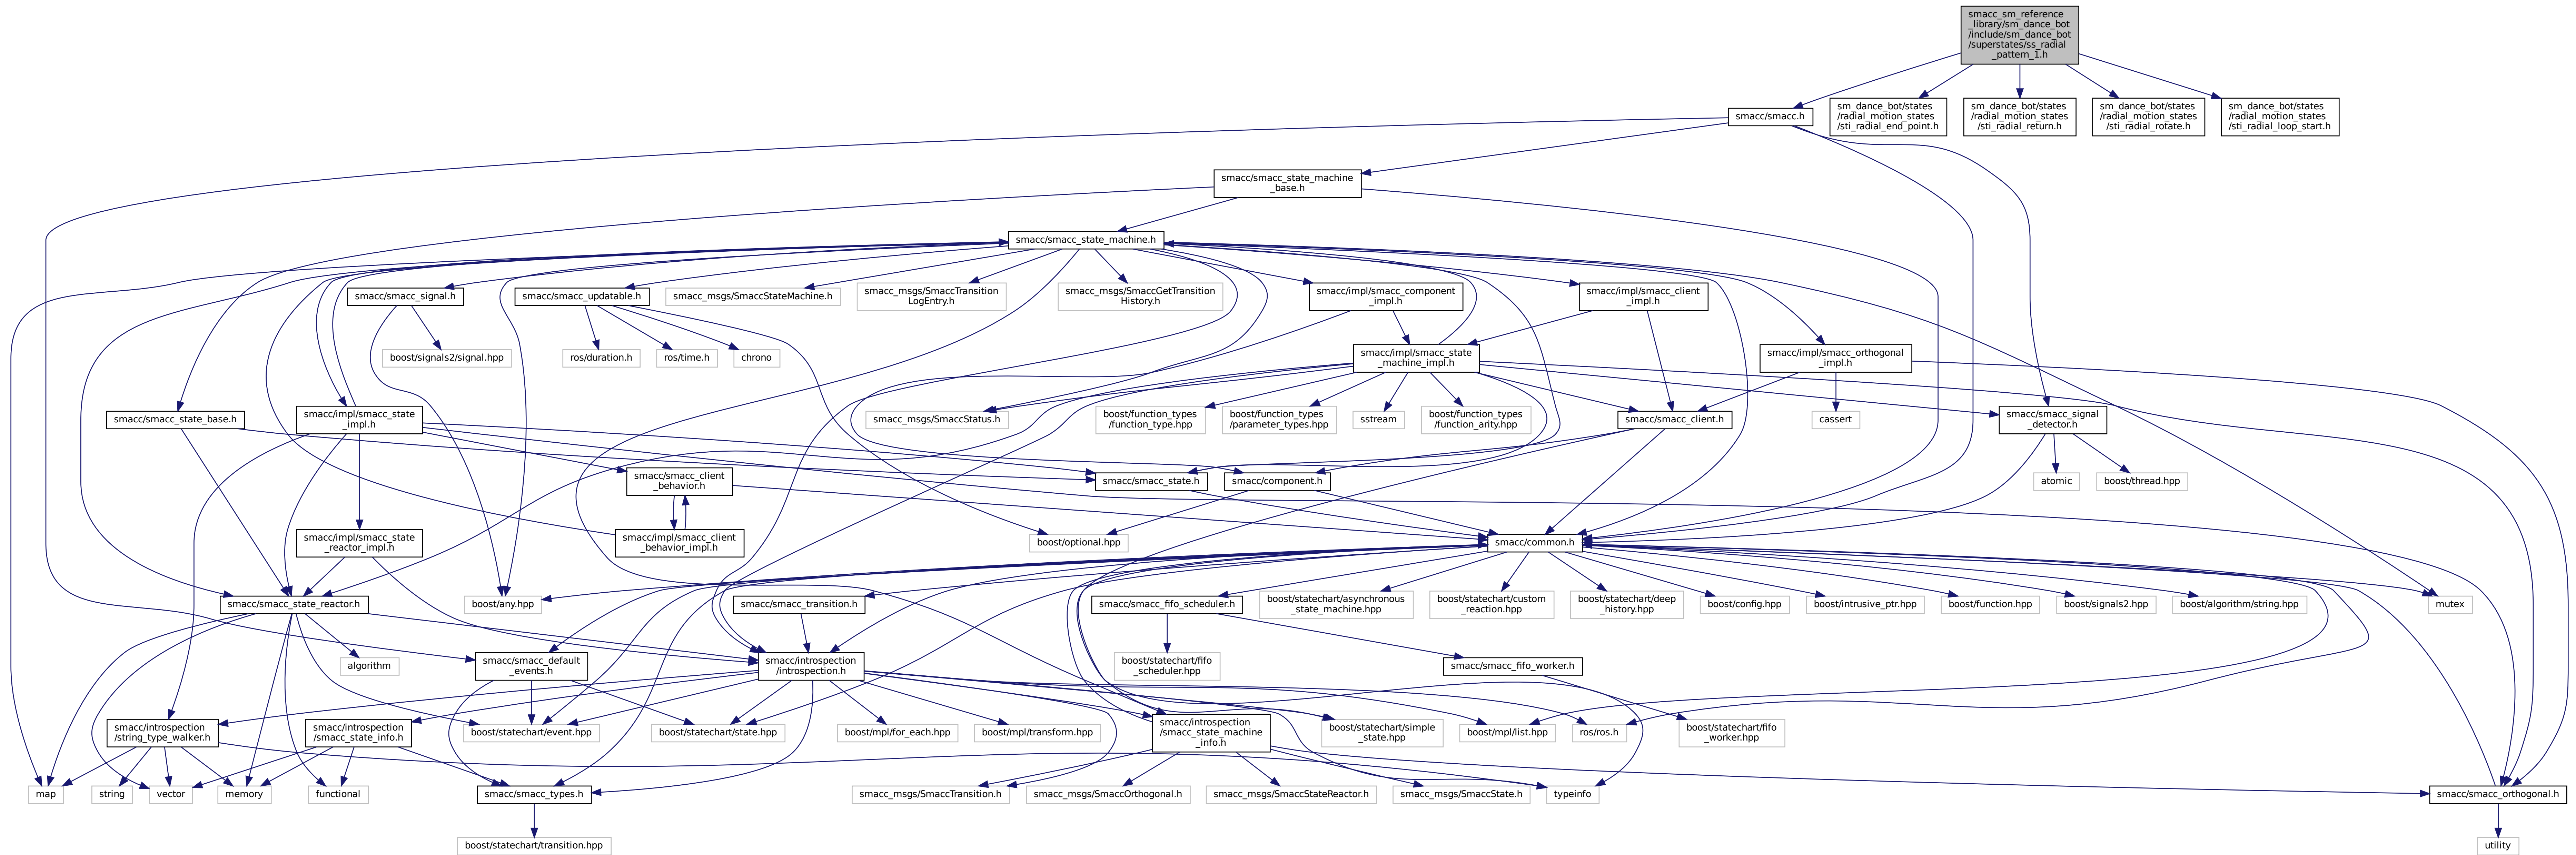 smacc_sm_reference
_library/sm_dance_bot
/include/sm_dance_bot
/superstates/ss_radial
_pattern_1.h
smacc/smacc.h
sm_dance_bot/states
/radial_motion_states
/sti_radial_end_point.h
sm_dance_bot/states
/radial_motion_states
/sti_radial_return.h
sm_dance_bot/states
/radial_motion_states
/sti_radial_rotate.h
sm_dance_bot/states
/radial_motion_states
/sti_radial_loop_start.h
smacc/smacc_state_machine
_base.h
smacc/smacc_state_machine.h
smacc/smacc_signal.h
smacc/smacc_updatable.h
smacc_msgs/SmaccStateMachine.h
smacc_msgs/SmaccTransition
LogEntry.h
smacc_msgs/SmaccGetTransition
History.h
smacc/impl/smacc_component
_impl.h
smacc/impl/smacc_client
_impl.h
boost/signals2/signal.hpp
ros/duration.h
ros/time.h
chrono
smacc/impl/smacc_state
_machine_impl.h
smacc/impl/smacc_orthogonal
_impl.h
smacc/smacc_state_base.h
smacc/impl/smacc_state
_impl.h
smacc_msgs/SmaccStatus.h
boost/function_types
/function_type.hpp
boost/function_types
/parameter_types.hpp
sstream
boost/function_types
/function_arity.hpp
smacc/smacc_client.h
cassert
smacc/smacc_signal
_detector.h
smacc/smacc_client
_behavior.h
smacc/smacc_state.h
smacc/component.h
atomic
boost/thread.hpp
smacc/impl/smacc_state
_reactor_impl.h
smacc/impl/smacc_client
_behavior_impl.h
boost/optional.hpp
smacc/common.h
smacc/smacc_state_reactor.h
boost/any.hpp
smacc/smacc_transition.h
smacc/smacc_fifo_scheduler.h
boost/statechart/asynchronous
_state_machine.hpp
boost/statechart/custom
_reaction.hpp
boost/statechart/deep
_history.hpp
boost/config.hpp
boost/intrusive_ptr.hpp
boost/function.hpp
boost/signals2.hpp
boost/algorithm/string.hpp
mutex
algorithm
smacc/smacc_default
_events.h
smacc/introspection
/introspection.h
boost/statechart/fifo
_scheduler.hpp
smacc/smacc_fifo_worker.h
smacc/introspection
/string_type_walker.h
smacc/introspection
/smacc_state_info.h
boost/statechart/event.hpp
boost/statechart/state.hpp
boost/mpl/for_each.hpp
boost/mpl/transform.hpp
smacc/introspection
/smacc_state_machine
_info.h
boost/statechart/simple
_state.hpp
boost/mpl/list.hpp
ros/ros.h
boost/statechart/fifo
_worker.hpp
map
string
vector
memory
functional
smacc/smacc_types.h
smacc_msgs/SmaccTransition.h
smacc_msgs/SmaccOrthogonal.h
smacc_msgs/SmaccStateReactor.h
smacc_msgs/SmaccState.h
typeinfo
smacc/smacc_orthogonal.h
boost/statechart/transition.hpp
utility